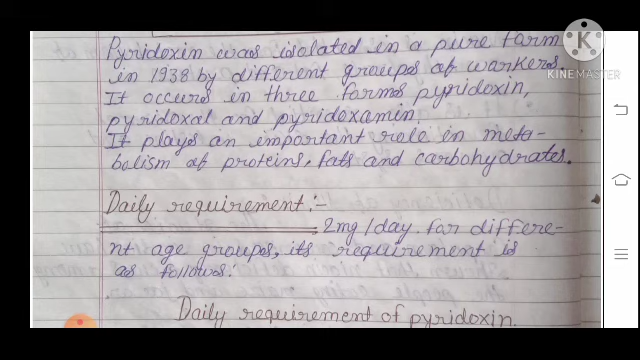 Pyridoxin was isolated in a pure form
in 1938 by different groups of workers.
It occurs in three forms pyridoxin,
pyridoxal and pyridoxamin.
It plays an important role in meta-
bolism of proteins, fats and carbohydrates.
Daily requirement :-
2mg/day. for differe-
nt age groups, its requirement is
as follows:
Daily requirement of pyridoxin.
KINEMASTER